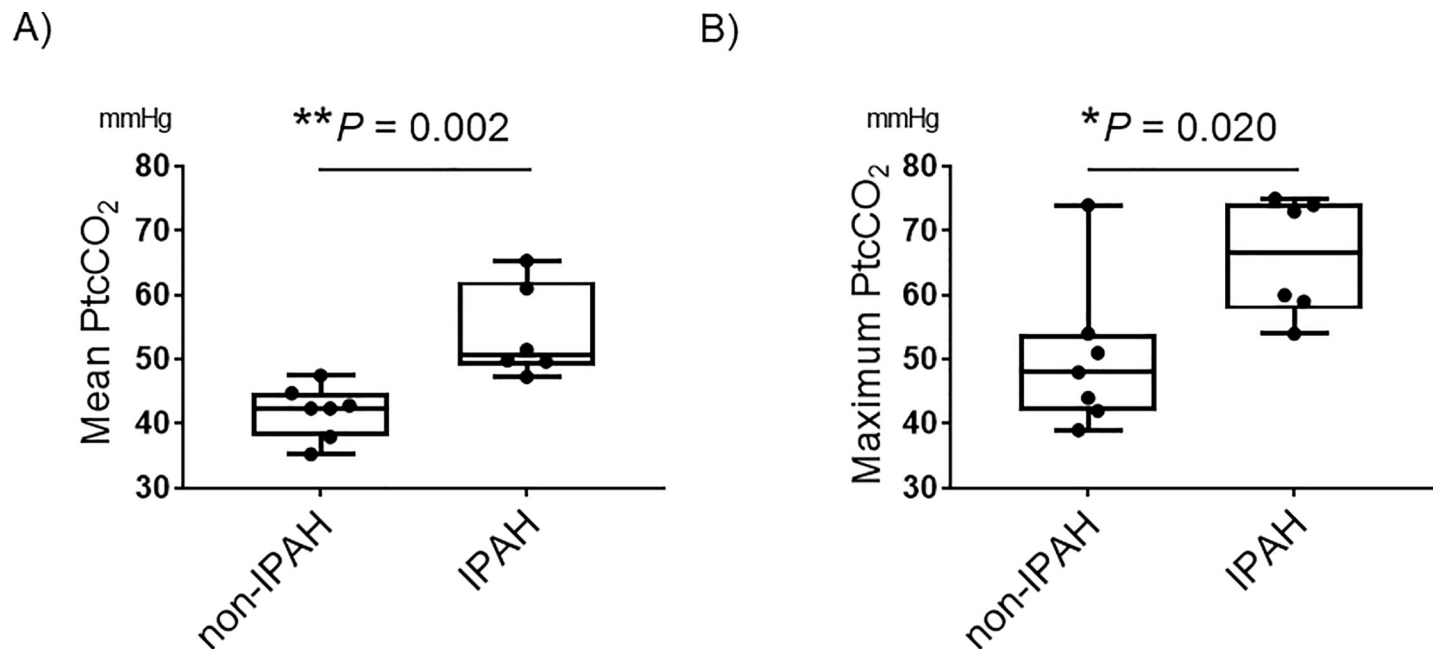 A)
mmHg
**P = 0.002
Mean PtcCO₂
80
70
60
50
40
30
non-IPAH
IPAH
B)
mmHg
*P = 0.020
Maximum PtcCO₂
80
70
60
50
40
30
non-IPAH
IPAH